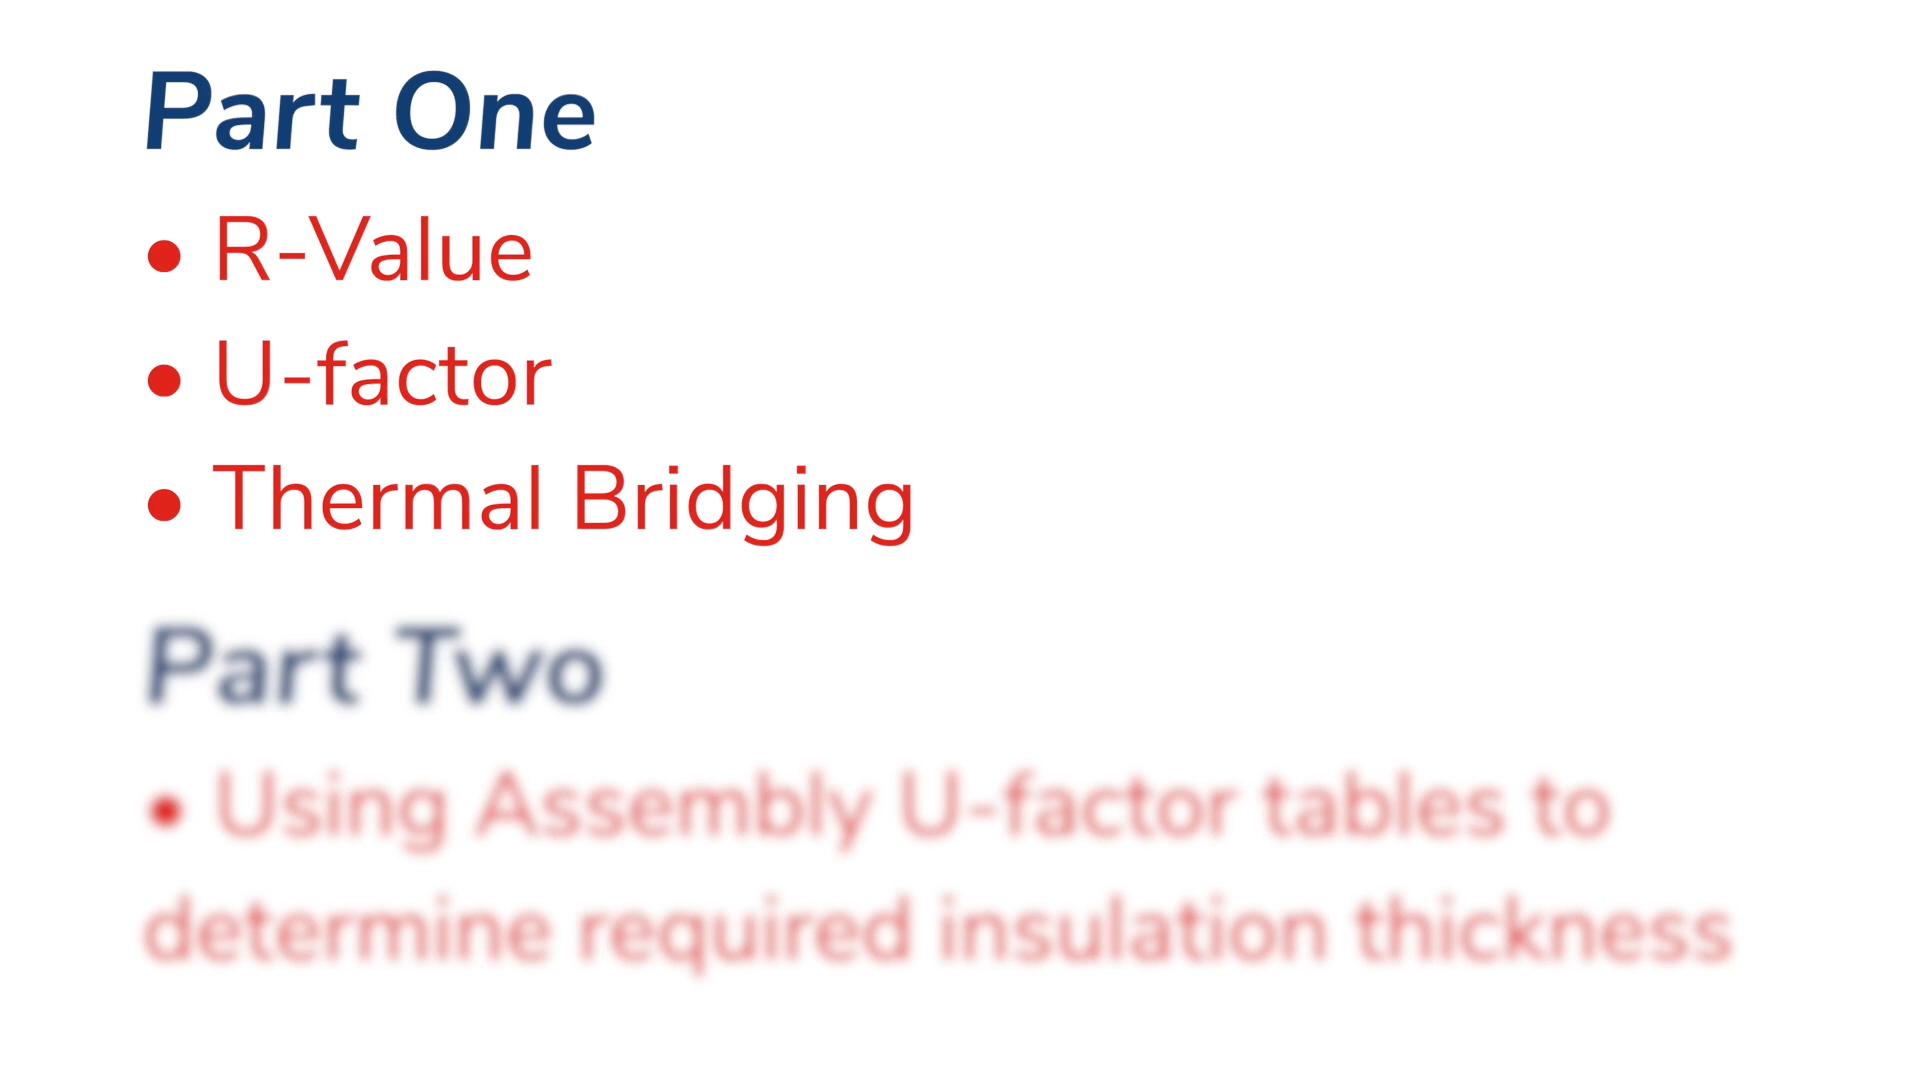 Part One
• R-Value
• U-factor
• Thermal Bridging
Part Two
• Using Assembly U-factor tables to
determine required insulation thickness